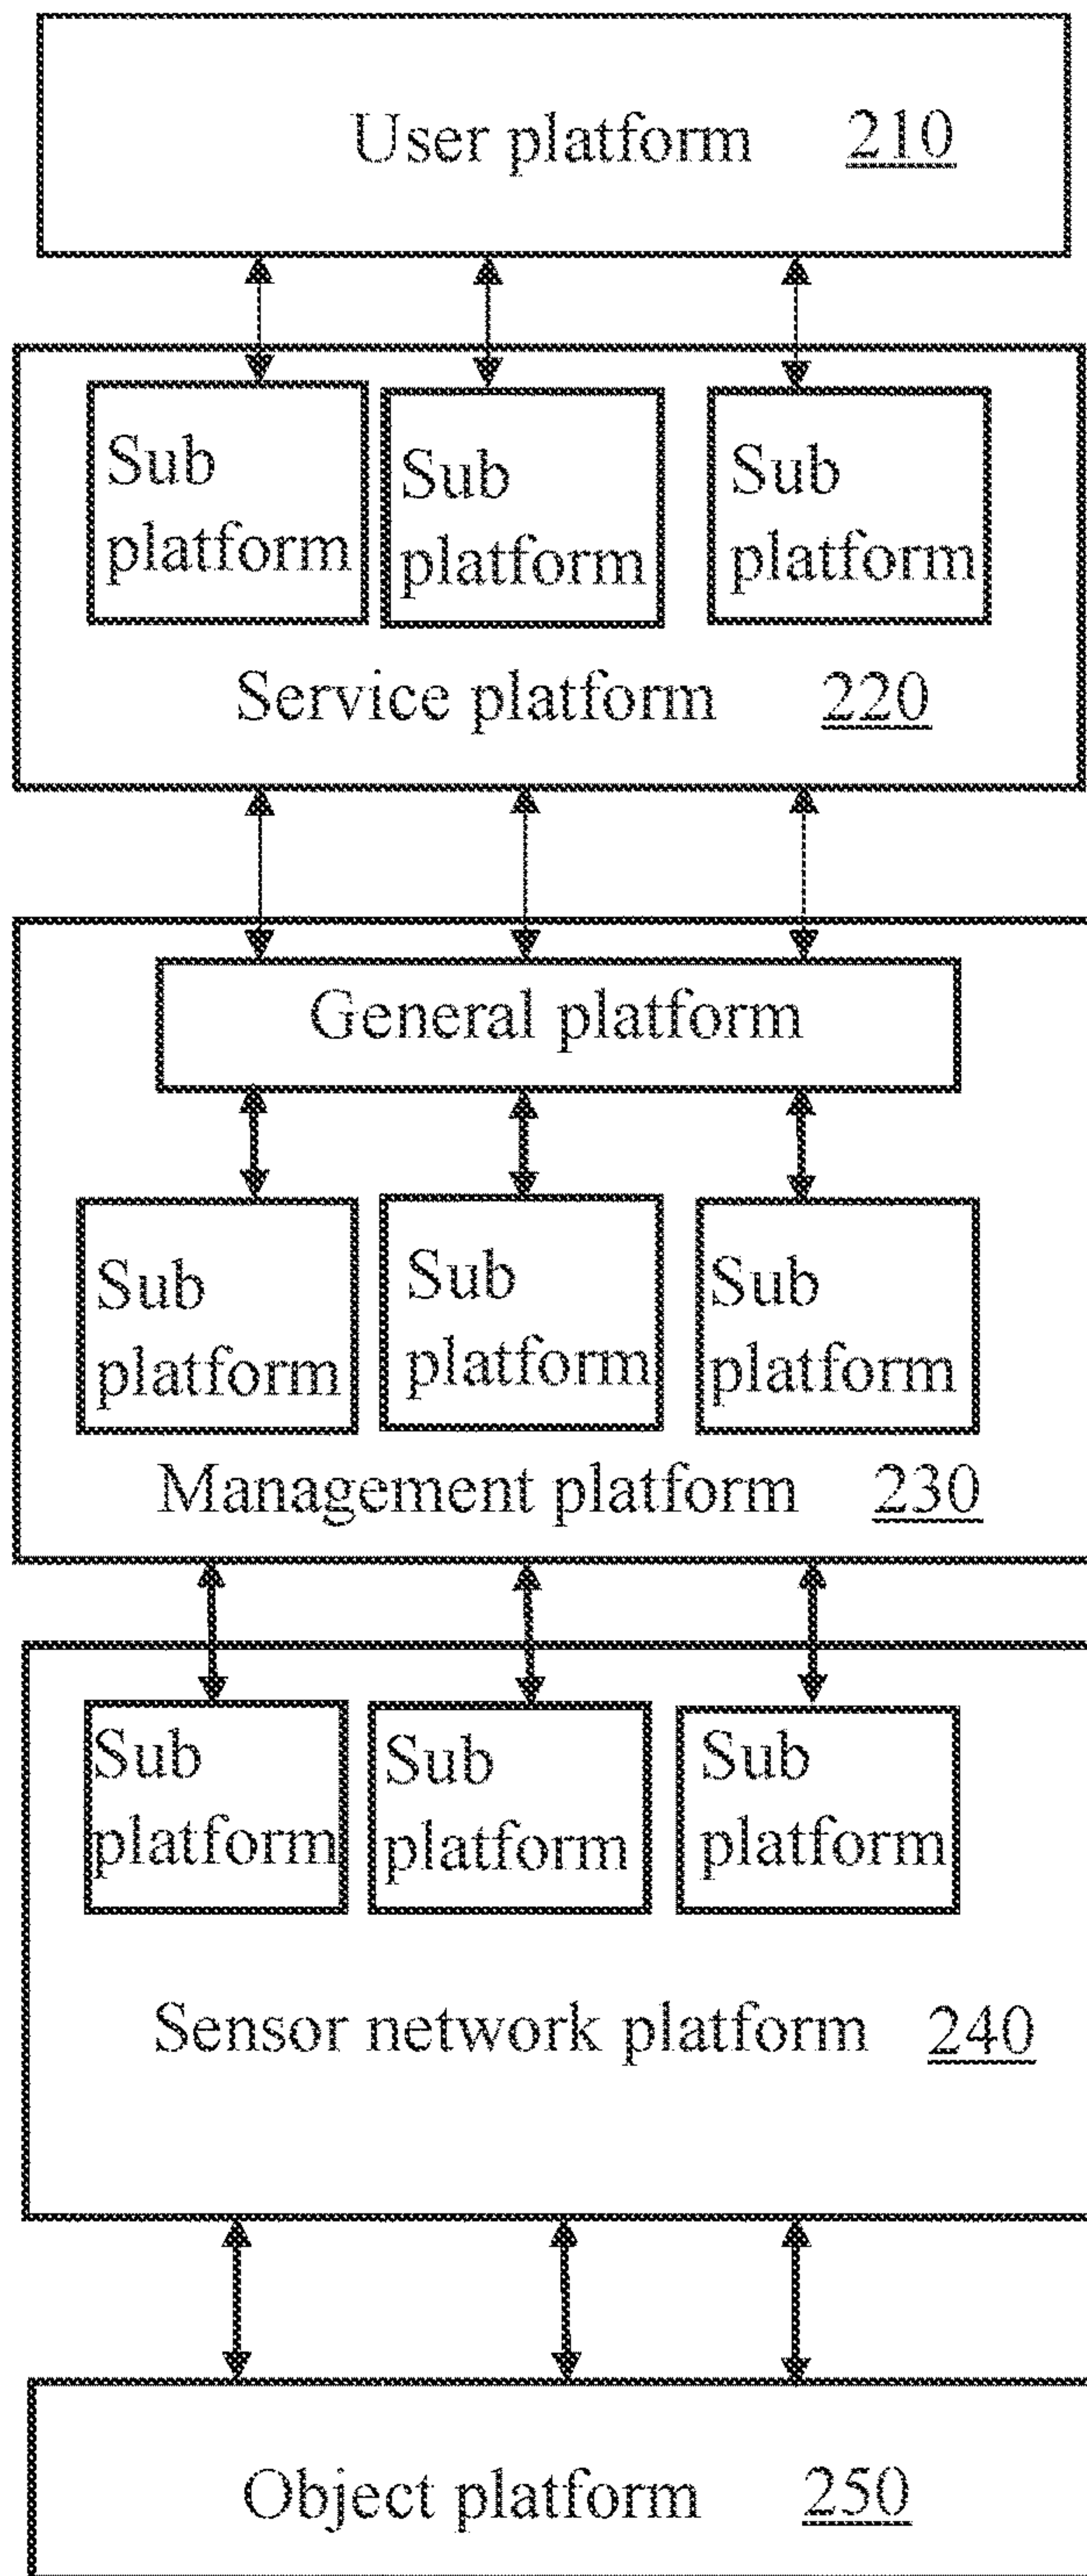 User platform 210
Sub Sub Sub
platform platform platform
Service platform 220
General platform
Sub Sub Sub
platform platform platform
Management platform 230
Sub Sub Sub
platform platform platform
Sensor network platform 240
Object platform 250